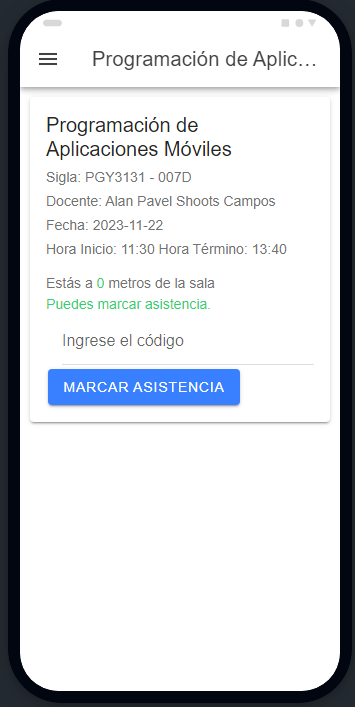 Programación de Aplic...
Programación de
Aplicaciones Móviles
Sigla: PGY3131 - 007D
Docente: Alan Pavel Shoots Campos
Fecha: 2023-11-22
Hora Inicio: 11:30 Hora Término: 13:40
Estás a 0 metros de la sala
Puedes marcar asistencia.
Ingrese el código
MARCAR ASISTENCIA